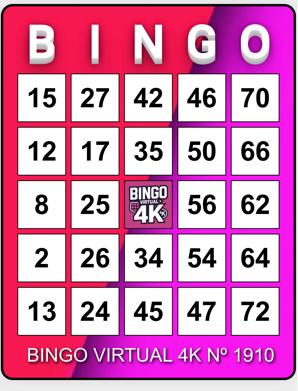 B I N G O
15 27 42 46 70
12 17 35 50 66
8 25 BINGO VIRTUAL 4K 56 62
2 26 34 54 64
13 24 45 47 72
BINGO VIRTUAL 4K Nº 1910